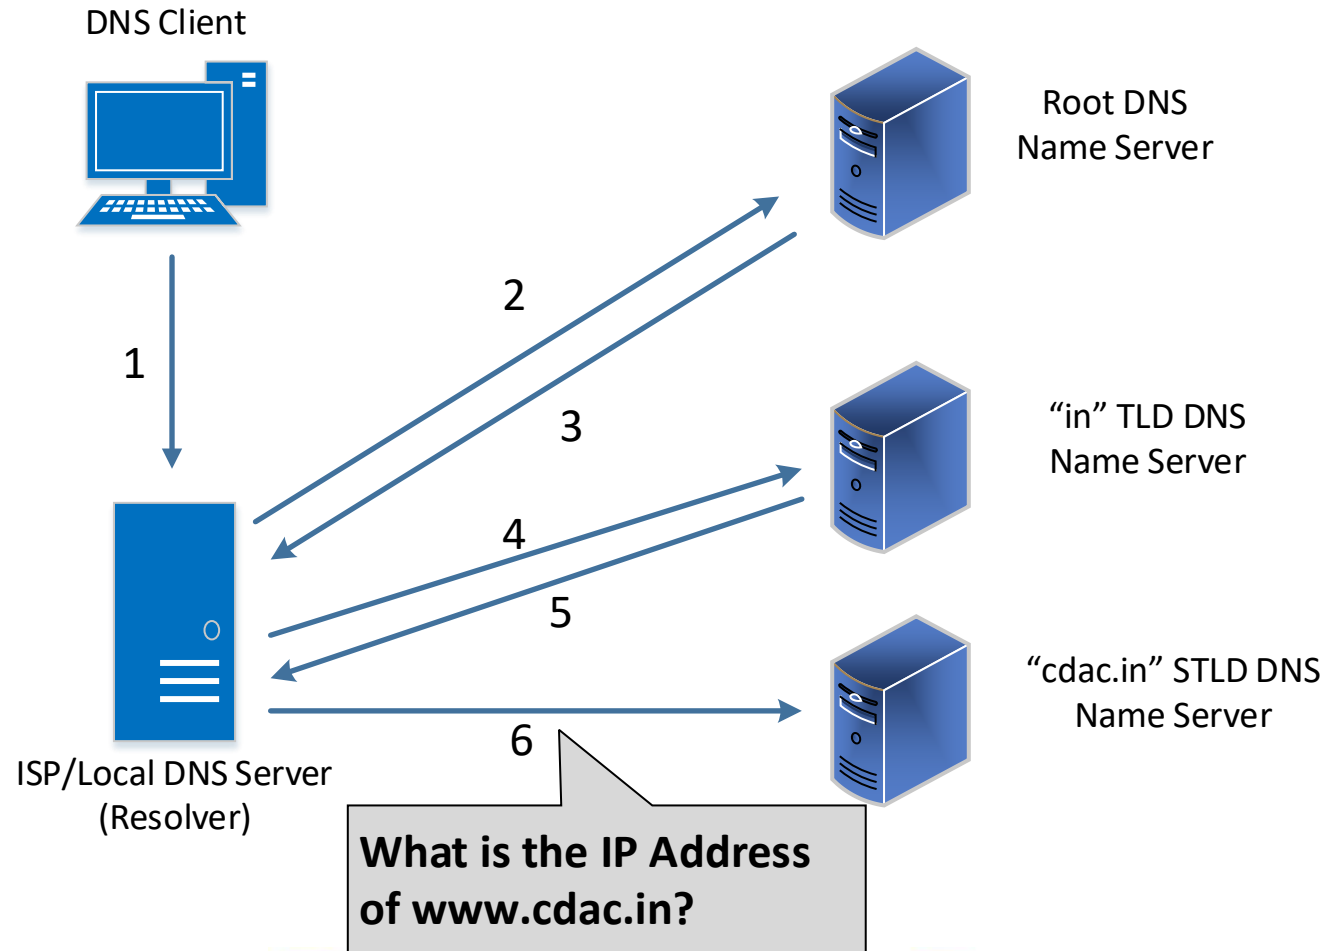 DNS Client
Root DNS
Name Server
2
1
3
“in” TLD DNS
Name Server
4
5
“cdac.in” STLD DNS
Name Server
6
ISP/Local DNS Server
(Resolver)
What is the IP Address
of www.cdac.in?